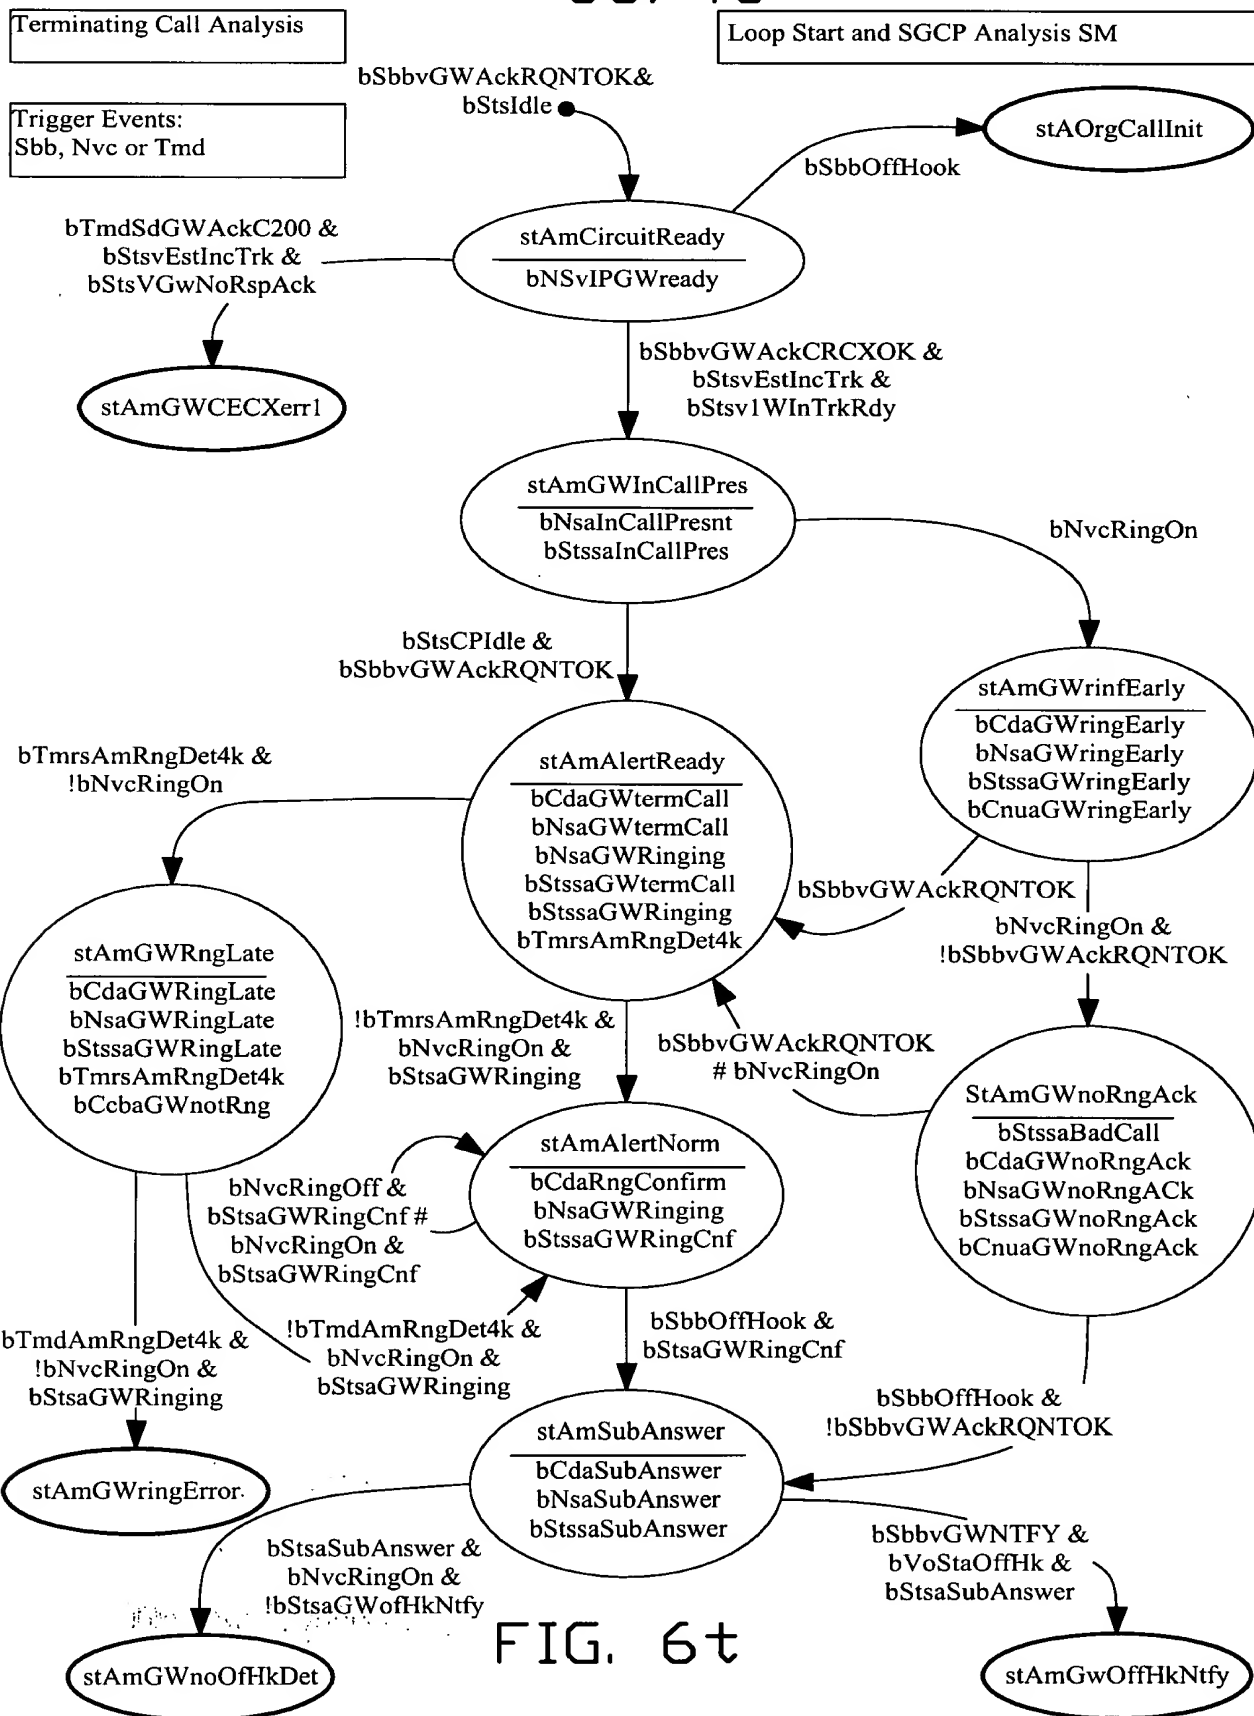 Terminating Call Analysis
Loop Start and SGCP Analysis SM
Trigger Events:
Sbb, Nvc or Tmd
bSbbvGWAckRQNTOK&
bStsIdle
stAOrgCallInit
bSbbOffHook
bTmdSdGWAckC200 &
bStsvEstIncTrk &
bStsVGwNoRspAck
stAmCircuitReady
bNSvIPGWready
stAmGWCECXerr1
bSbbvGWAckCRCXOK &
bStsvEstIncTrk &
bStsv1WInTrkRdy
stAmGWInCallPres
bNsaInCallPresnt
bStssaInCallPres
bNvcRingOn
bStsCPIdle &
bSbbvGWAckRQNTOK
stAmGWrinfEarly
bCdaGWringEarly
bNsaGWringEarly
bStssaGWringEarly
bCnuaGWringEarly
bTmrsAmRngDet4k &
!bNvcRingOn
stAmAlertReady
bCdaGWtermCall
bNsaGWtermCall
bNsaGWRinging
bStssaGWtermCall
bStssaGWRinging
bTmrsAmRngDet4k
bSbbvGWAckRQNTOK
bNvcRingOn &
!bSbbvGWAckRQNTOK
stAmGWRngLate
bCdaGWRingLate
bNsaGWRingLate
bStssaGWRingLate
bTmrsAmRngDet4k
bCcbaGWnotRng
!bTmrsAmRngDet4k &
bNvcRingOn &
bStsaGWRinging
bSbbvGWAckRQNTOK
# bNvcRingOn
StAmGWnoRngAck
bStssaBadCall
bCdaGWnoRngAck
bNsaGWnoRngACk
bStssaGWnoRngAck
bCnuaGWnoRngAck
stAmAlertNorm
bCdaRngConfirm
bNsaGWRinging
bStssaGWRingCnf
bNvcRingOff &
bStsaGWRingCnf #
bNvcRingOn &
bStsaGWRingCnf
bTmdAmRngDet4k &
!bNvcRingOn &
bStsaGWRinging
!bTmdAmRngDet4k &
bNvcRingOn &
bStsaGWRinging
bSbbOffHook &
bStsaGWRingCnf
bSbbOffHook &
!bSbbvGWAckRQNTOK
stAmSubAnswer
bCdaSubAnswer
bNsaSubAnswer
bStssaSubAnswer
stAmGWringError
bStsaSubAnswer &
bNvcRingOn &
!bStsaGWofHkNtfy
bSbbvGWNTFY &
bVoStaOffHk &
bStsaSubAnswer
FIG. 6t
stAmGWnoOfHkDet
stAmGwOffHkNtfy